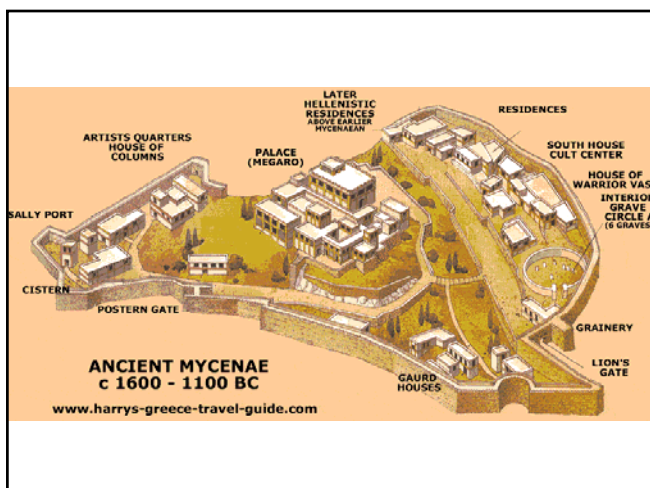 LATER
HELLENISTIC
RESIDENCES
ABOVE EARLIER
MYCENAEAN
RESIDENCES
ARTISTS QUARTERS
HOUSE OF
COLUMNS
PALACE
(MEGARO)
SOUTH HOUSE
CULT CENTER
HOUSE OF
WARRIOR VAS
INTERIOR
GRAVE
CIRCLE A
(6 GRAVES
SALLY PORT
CISTERN
POSTERN GATE
GRAINERY
LION'S
GATE
GAURD
HOUSES
ANCIENT MYCENAE
c 1600 - 1100 BC
www.harrys-greece-travel-guide.com